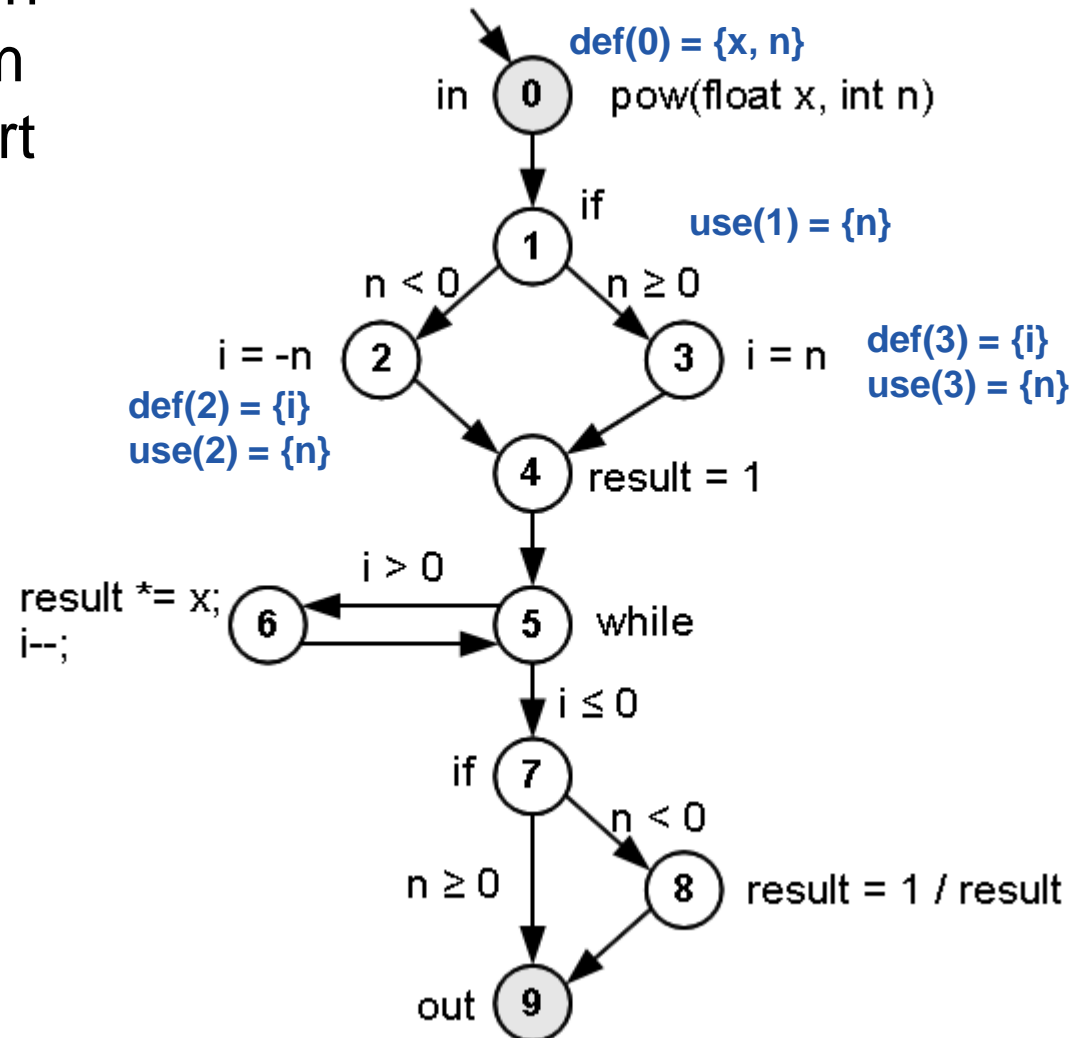 rt
def(0) = {x, n}
in 0 pow(float x, int n)
if
1 use(1) = {n}
n < 0 n ≥ 0
i = -n 2 3 i = n
def(3) = {i}
use(3) = {n}
def(2) = {i}
use(2) = {n}
4 result = 1
i > 0
result *= x;
i--;
6 5 while
i ≤ 0
if 7
n < 0
n ≥ 0 8 result = 1 / result
out 9